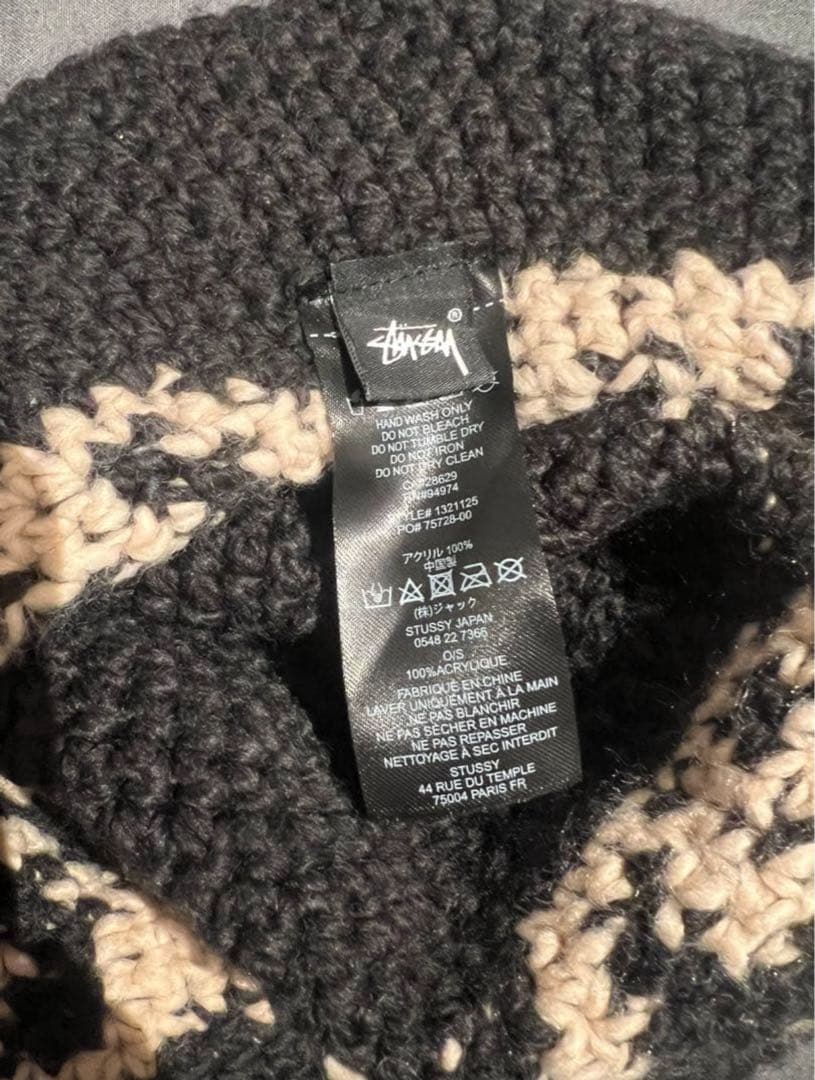 STÜSSY
®
HAND WASH ONLY
DO NOT BLEACH
DO NOT TUMBLE DRY
DO NOT IRON
DO NOT DRY CLEAN
28629
94974
1321125
PO# 75728-00
アクリル 100%
中国製
(株)ジャック
STUSSY JAPAN
0548 22 7366
O/S
100%ACRYLIQUE
FABRIQUE EN CHINE
LAVER UNIQUEMENT À LA MAIN
NE PAS BLANCHIR
NE PAS SÉCHER EN MACHINE
NE PAS REPASSER
NETTOYAGE À SEC INTERDIT
STUSSY
44 RUE DU TEMPLE
75004 PARIS FR